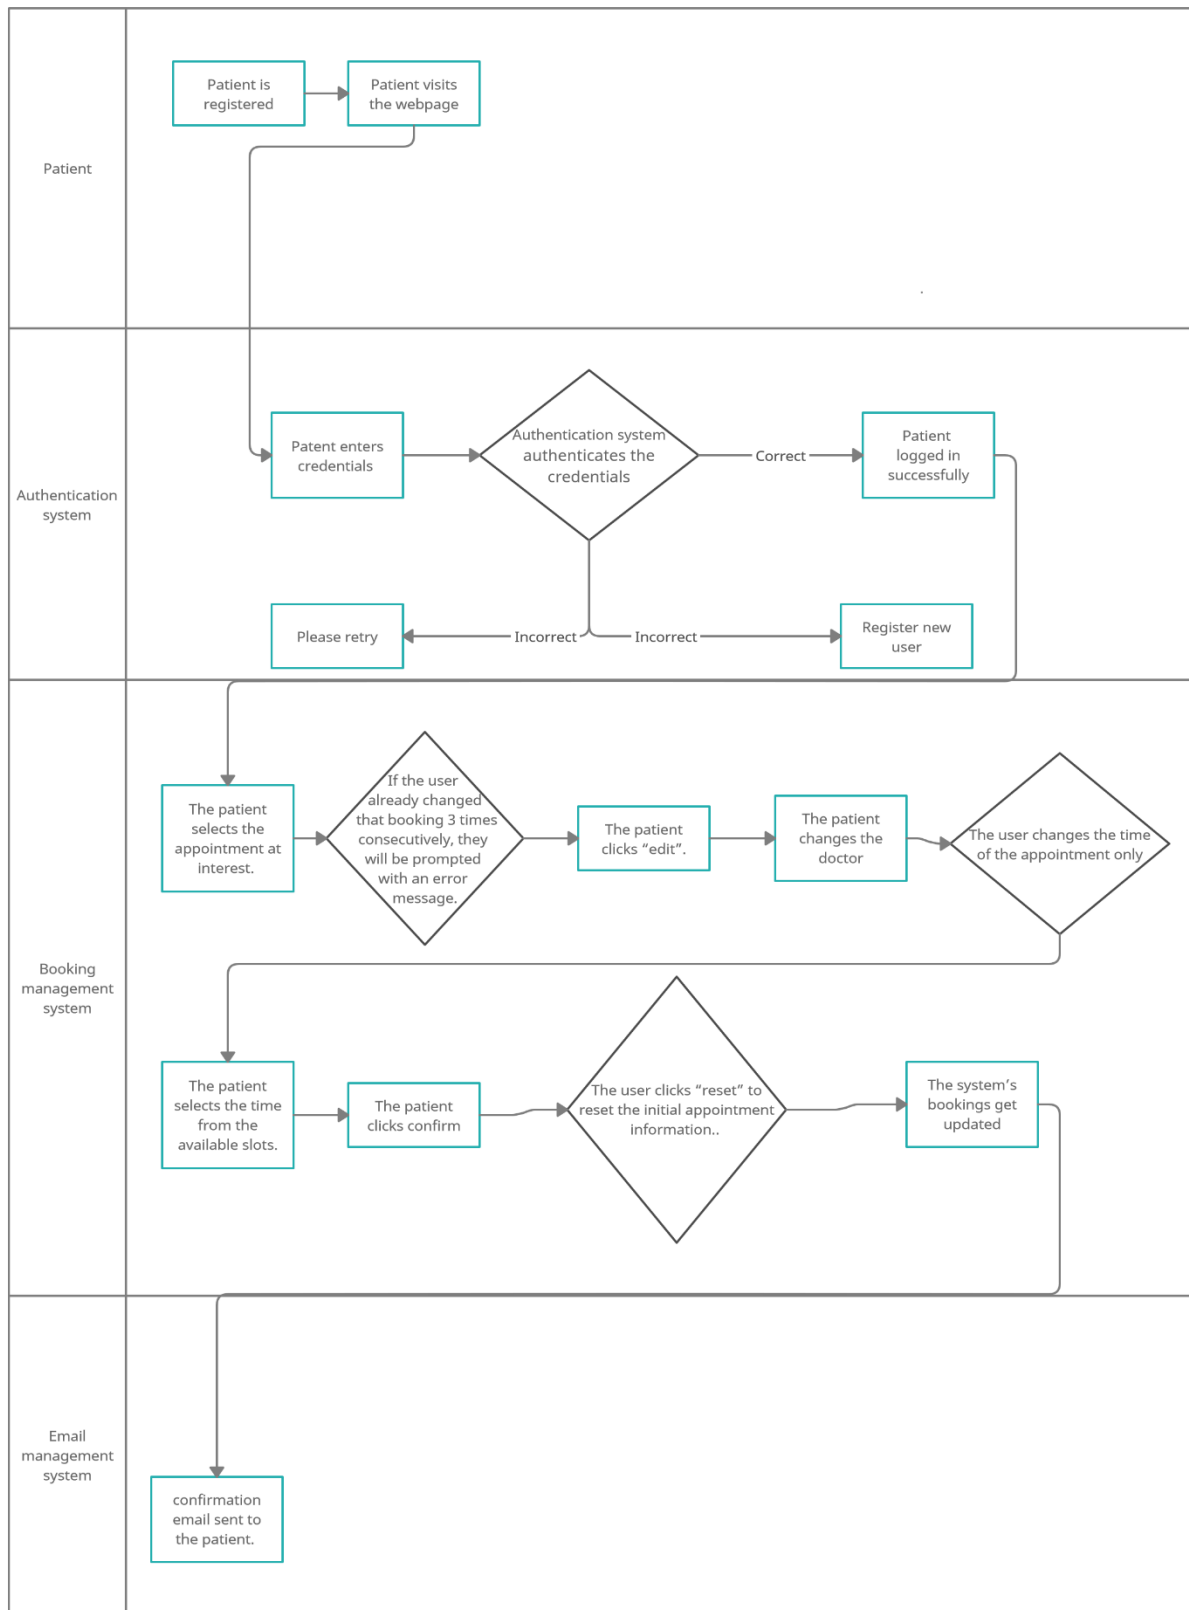 Patient
Patient is
registered
Patient visits
the webpage
Authentication
system
Patent enters
credentials
Authentication system
authenticates the
credentials
Correct
Patient
logged in
successfully
Please retry
Incorrect
Incorrect
Register new
user
Booking
management
system
The patient
selects the
appointment at
interest.
If the user
already changed
that booking 3 times
consecutively, they
will be prompted
with an error
message.
The patient
clicks “edit”.
The patient
changes the
doctor
The user changes the time
of the appointment only
The patient
selects the time
from the
available slots.
The patient
clicks confirm
The user clicks “reset” to
reset the initial appointment
information..
The system’s
bookings get
updated
Email
management
system
confirmation
email sent to
the patient.